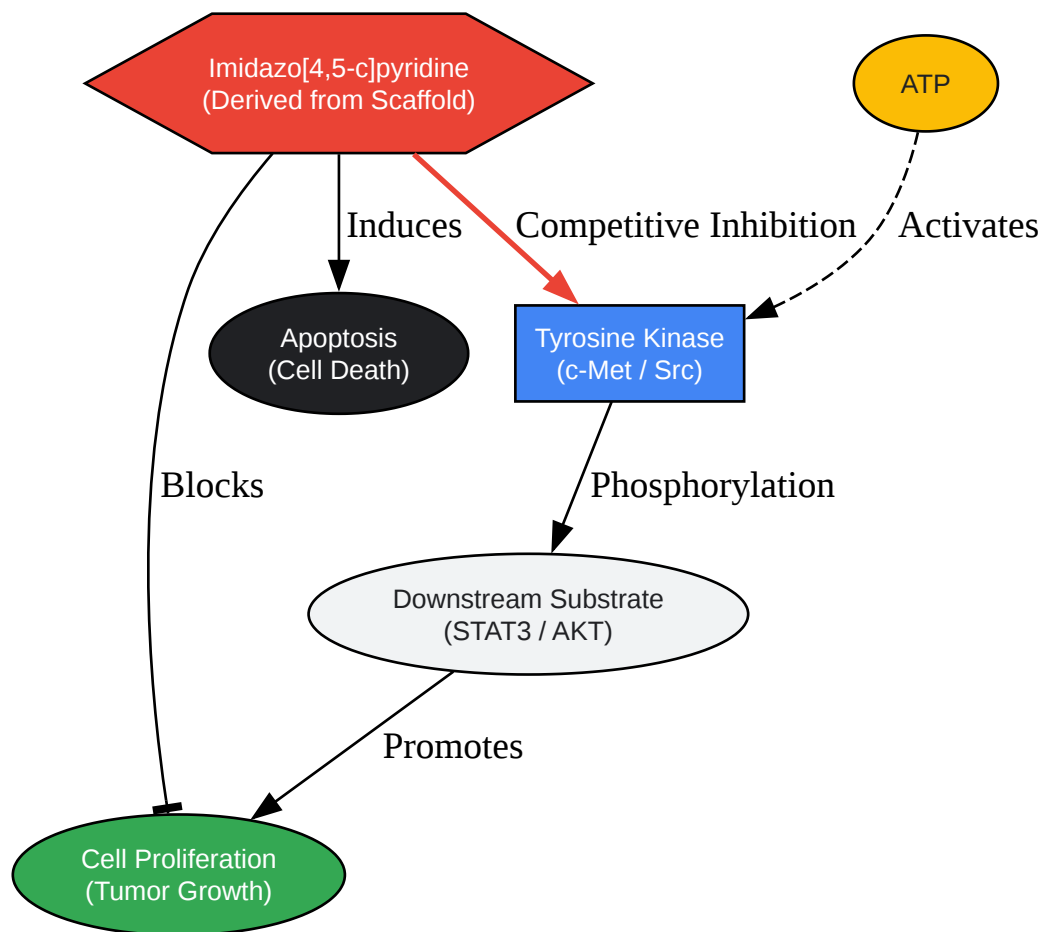 Imidazo[4,5-c]pyridine
(Derived from Scaffold)
ATP
Induces
Competitive Inhibition
Activates
Apoptosis
(Cell Death)
Tyrosine Kinase
(c-Met / Src)
Blocks
Phosphorylation
Downstream Substrate
(STAT3 / AKT)
Promotes
Cell Proliferation
(Tumor Growth)